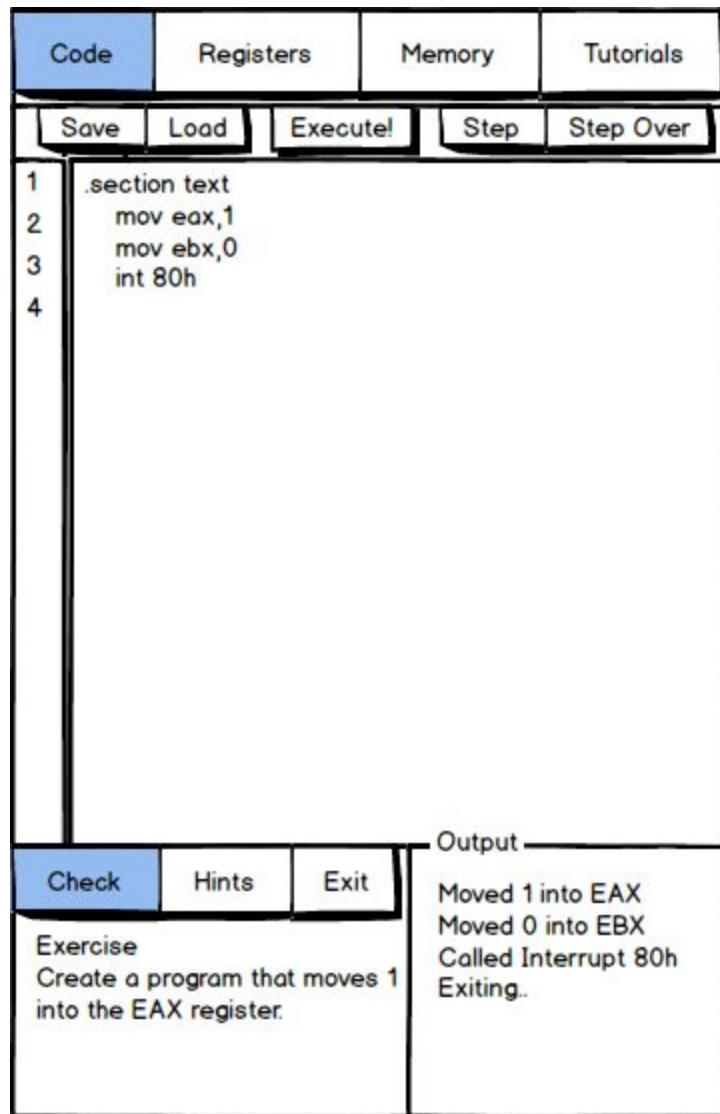 Code Registers Memory Tutorials
Save Load Execute! Step Step Over
1 .section text
2 mov eax,1
3 mov ebx,0
4 int 80h
Check Hints Exit
Exercise
Create a program that moves 1
into the EAX register.
Output
Moved 1 into EAX
Moved 0 into EBX
Called Interrupt 80h
Exiting..